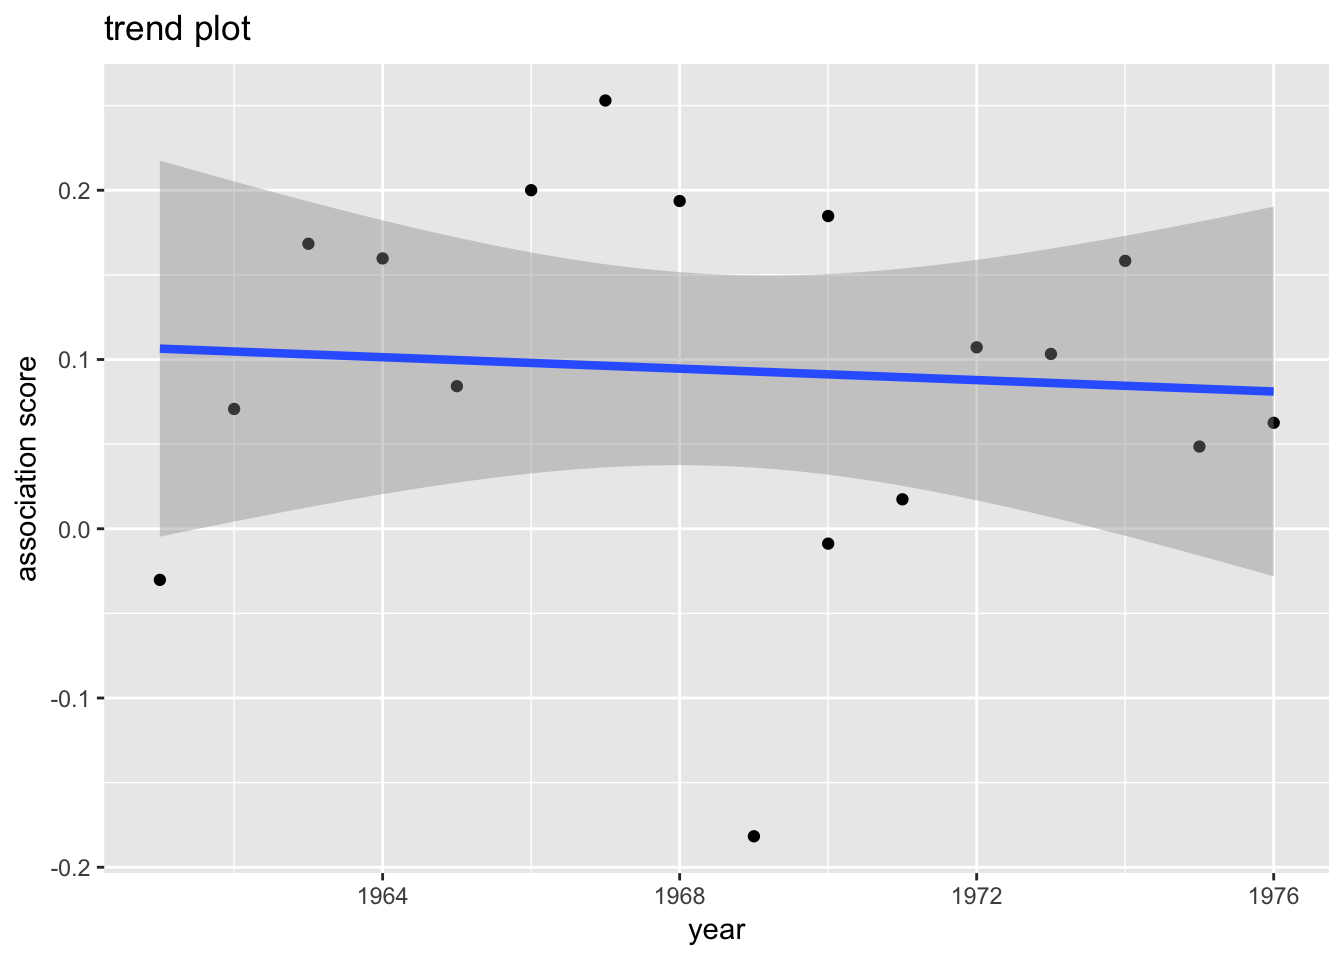 trend plot
association score
0.2
0.1
0.0
-0.1
-0.2
1964 1968 1972 1976
year